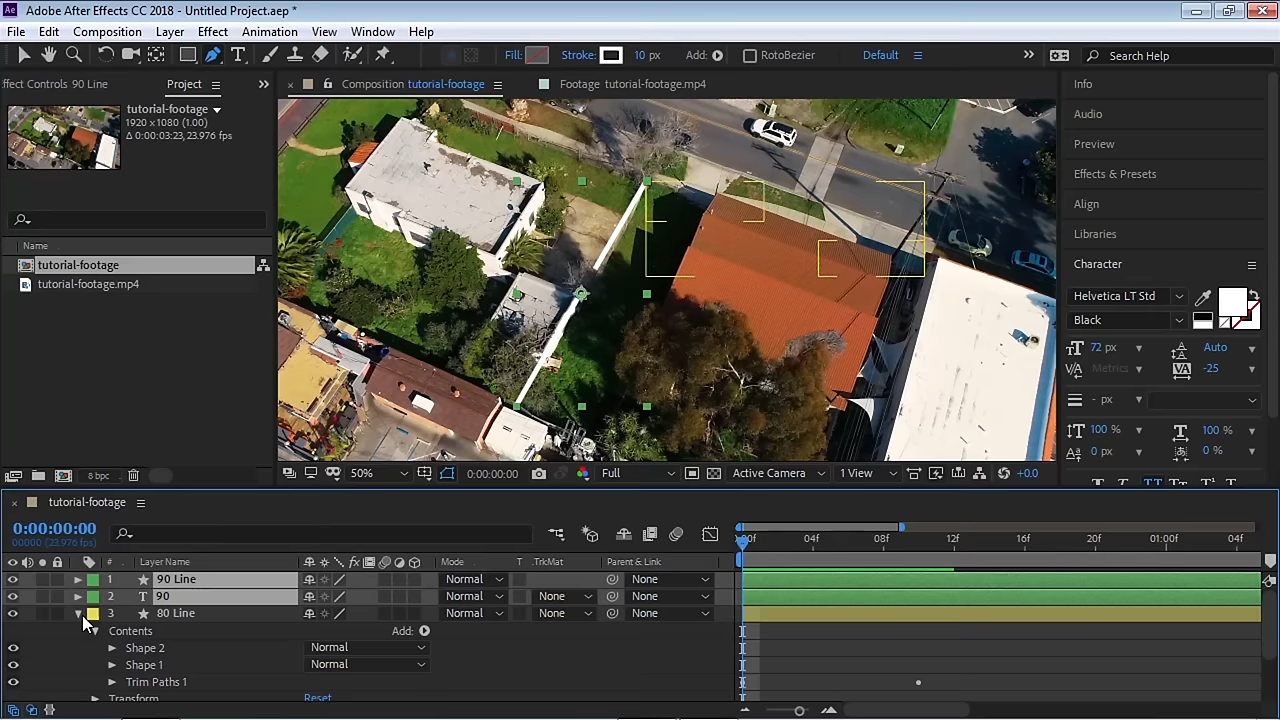 Adobe After Effects CC 2018 - Untitled Project.aep *
File Edit Composition Layer Effect Animation View Window Help
Fill: Stroke: 10 px Add: RotoBezier Default Search Help
ffect Controls 90 Line Project
Composition tutorial-footage Footage tutorial-footage.mp4
Info
tutorial-footage
1920 x1080 (1.00)
Δ 0:00:03:23, 23.976 fps
Audio
Preview
Effects & Presets
Align
Libraries
Name
tutorial-footage
tutorial-footage.mp4
Character
Helvetica LT Std
Black
72 px Auto
Metrics -25
- px
100 % 100 %
0 px 0 %
8 bpc
50% 0:00:00:00 Full Active Camera 1 View +0.0
tutorial-footage
0:00:00:00
00000 (23.976 fps)
:00f 04f 08f 12f 16f 20f 01:00f 04f
# Layer Name Mode T .TrkMat Parent & Link
1 90 Line Normal None
2 T 90 Normal None None
3 80 Line Normal None None
Contents Add:
Shape 2 Normal
Shape 1 Normal
Trim Paths 1
Transform Reset